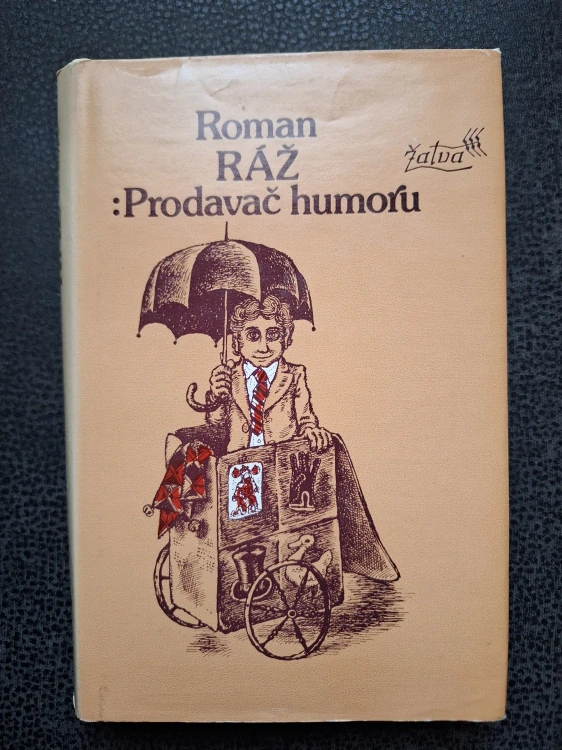 Roman
RÁŽ
:Prodavač humoru
žatva